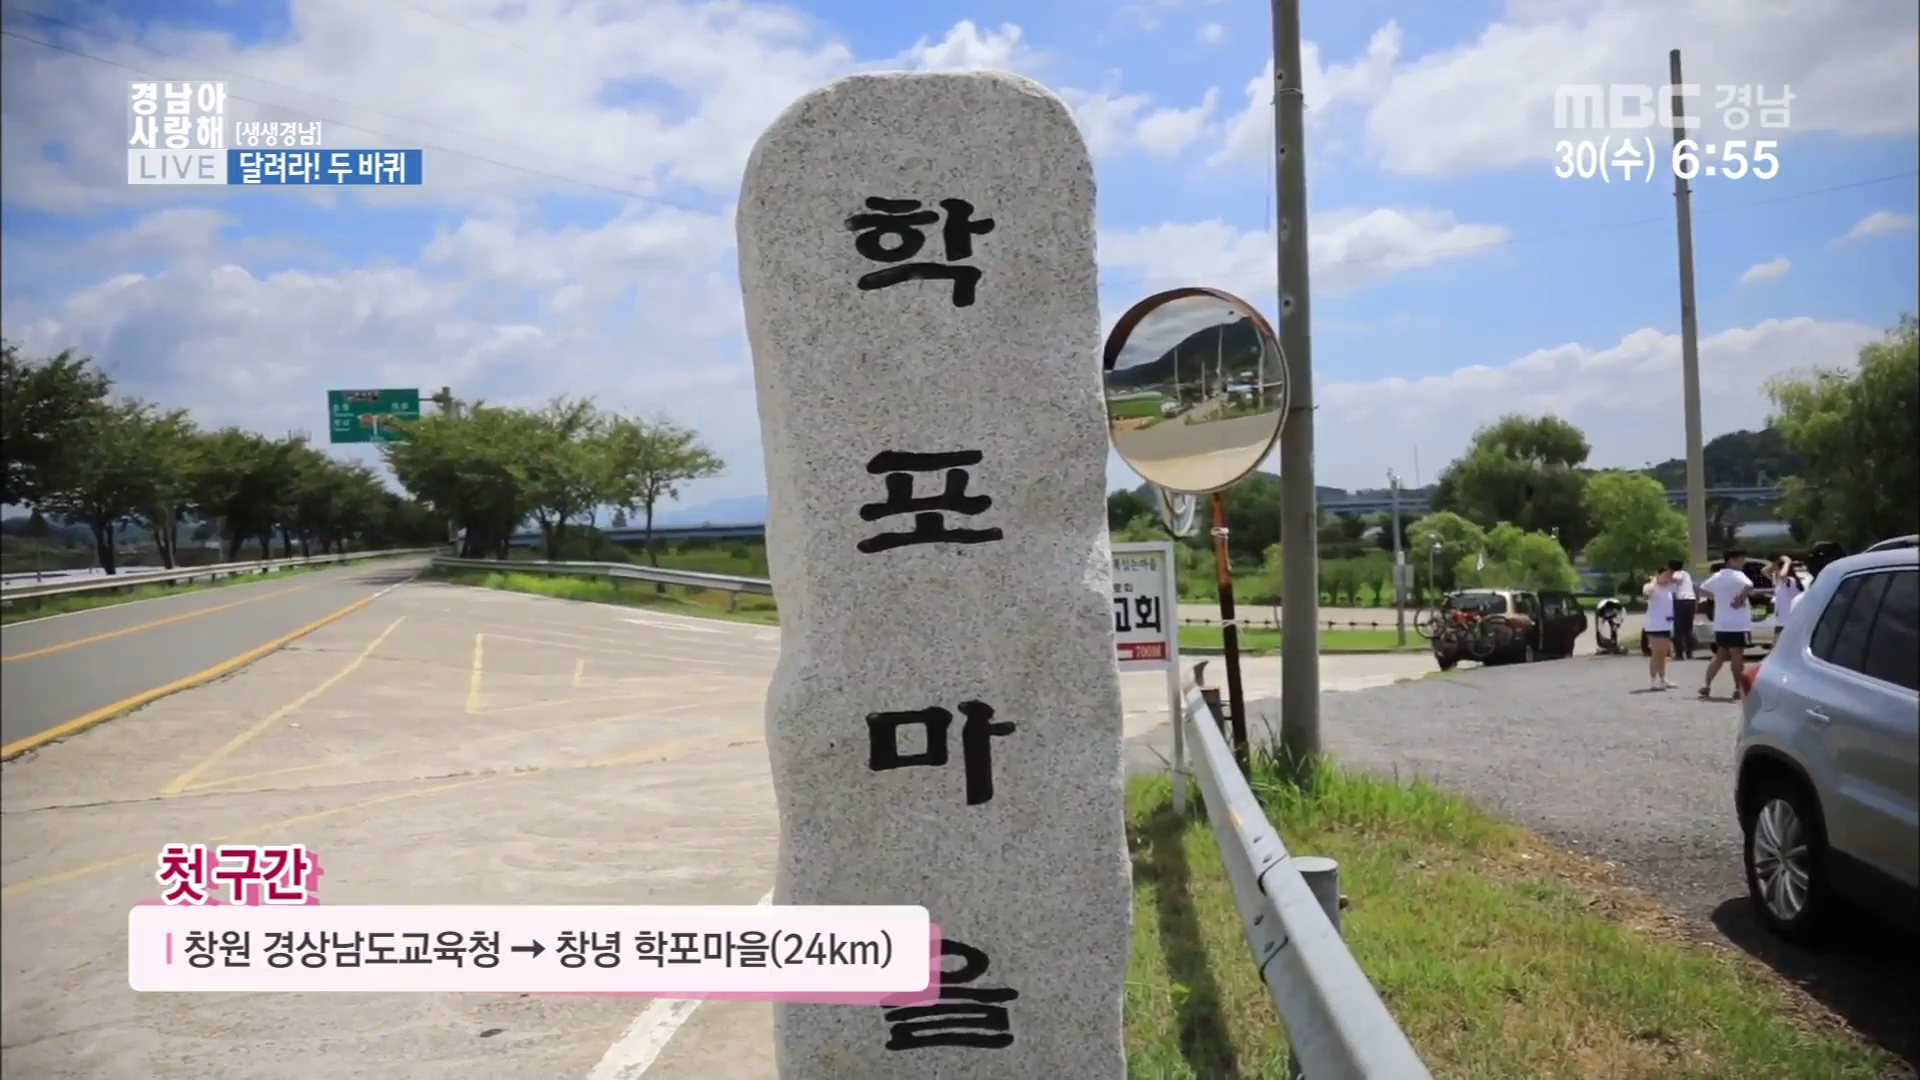 경남아
사랑해 [생생경남]
LIVE 달려라! 두 바퀴
MBC 경남
30(수) 6:55
학
포
마
을
교회
700M
첫 구간
창원 경상남도교육청 → 창녕 학포마을(24km)